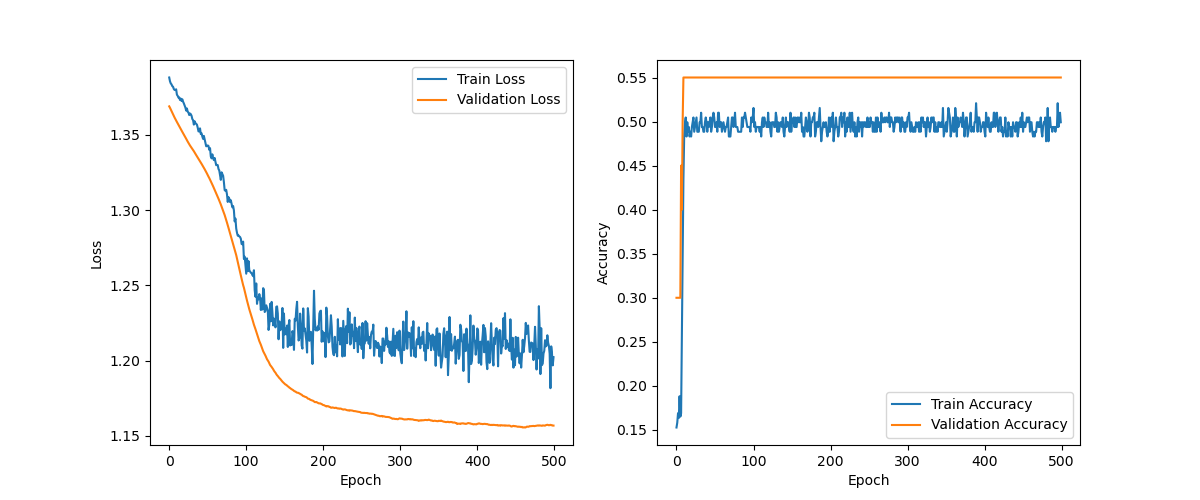 Train Loss
Validation Loss
1.35
1.30
1.25
1.20
1.15
Loss
0 100 200 300 400 500
Epoch
0.55
0.50
0.45
0.40
0.35
0.30
0.25
0.20
0.15
Accuracy
Train Accuracy
Validation Accuracy
0 100 200 300 400 500
Epoch